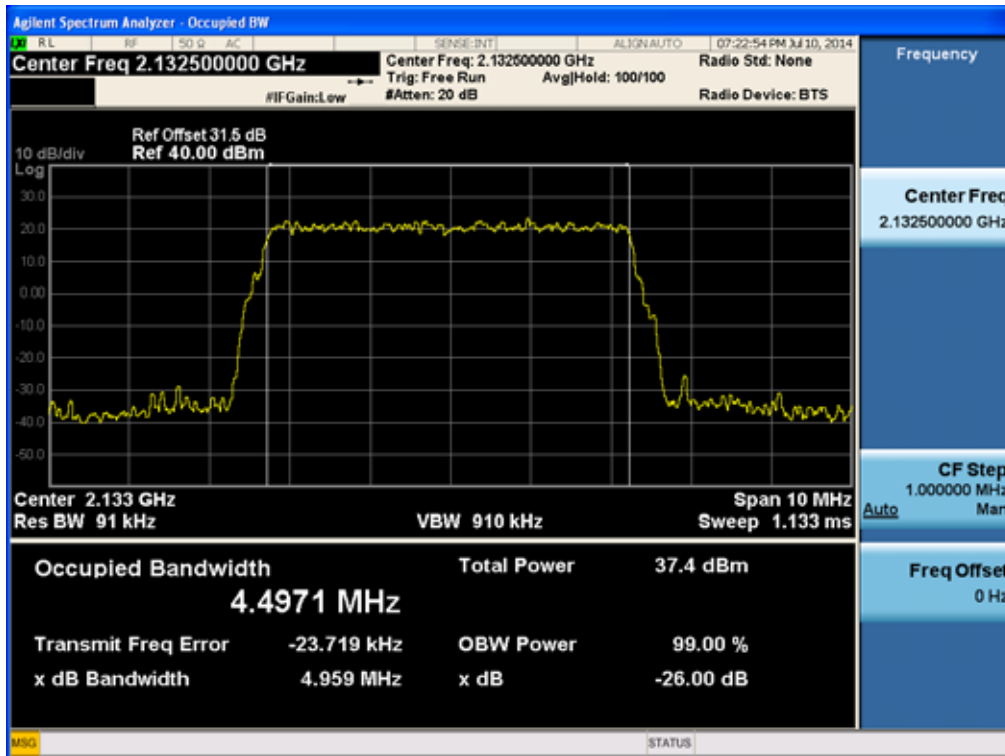 Agilent Spectrum Analyzer - Occupied BW
RL RF 50 Ω AC SENSE:INT ALIGNAUTO 07:22:54 PM Jul 10, 2014
Center Freq 2.132500000 GHz
Center Freq: 2.132500000 GHz Radio Std: None
Trig: Free Run Avg|Hold: 100/100
#IFGain:Low #Atten: 20 dB Radio Device: BTS
Ref Offset 31.5 dB
10 dB/div Ref 40.00 dBm
Log
30.0
20.0
10.0
0.00
-10.0
-20.0
-30.0
-40.0
-50.0
Center 2.133 GHz Span 10 MHz
Res BW 91 kHz VBW 910 kHz Sweep 1.133 ms
Occupied Bandwidth Total Power 37.4 dBm
4.4971 MHz
Transmit Freq Error -23.719 kHz OBW Power 99.00 %
x dB Bandwidth 4.959 MHz x dB -26.00 dB
MSG STATUS
Frequency
Center Freq
2.132500000 GHz
CF Step
1.000000 MHz
Auto Man
Freq Offset
0 Hz